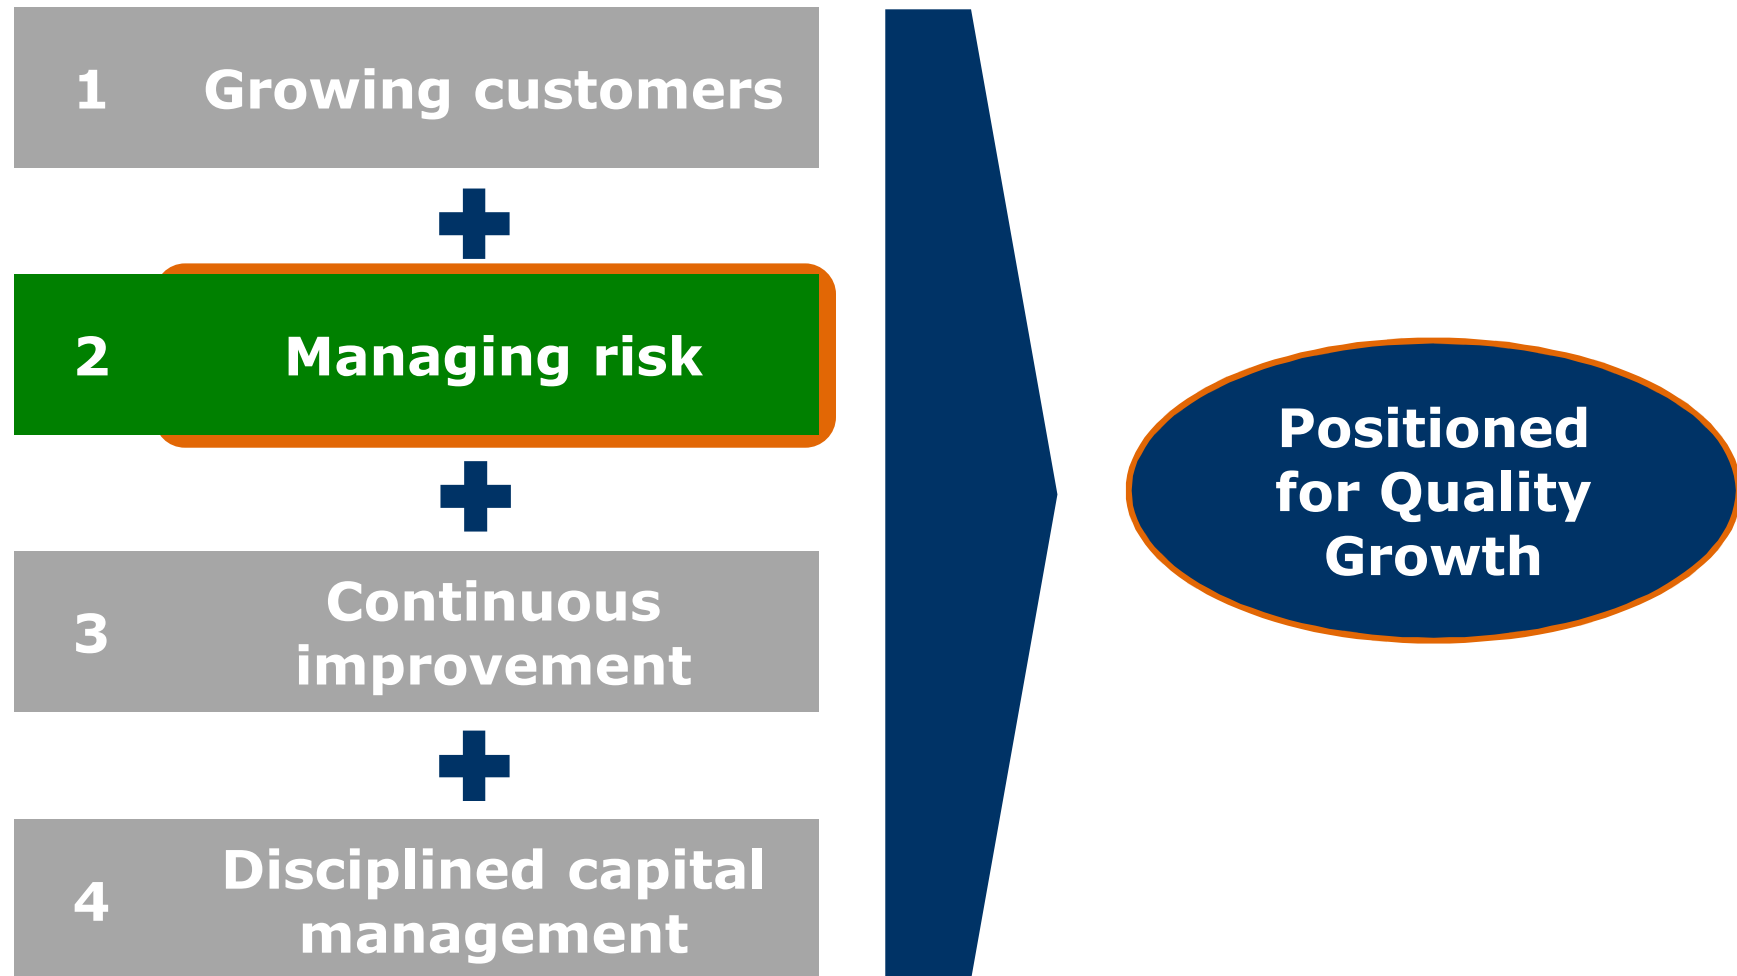 1 Growing customers
2 Managing risk
3 Continuous
improvement
4 Disciplined capital
management
Positioned
for Quality
Growth